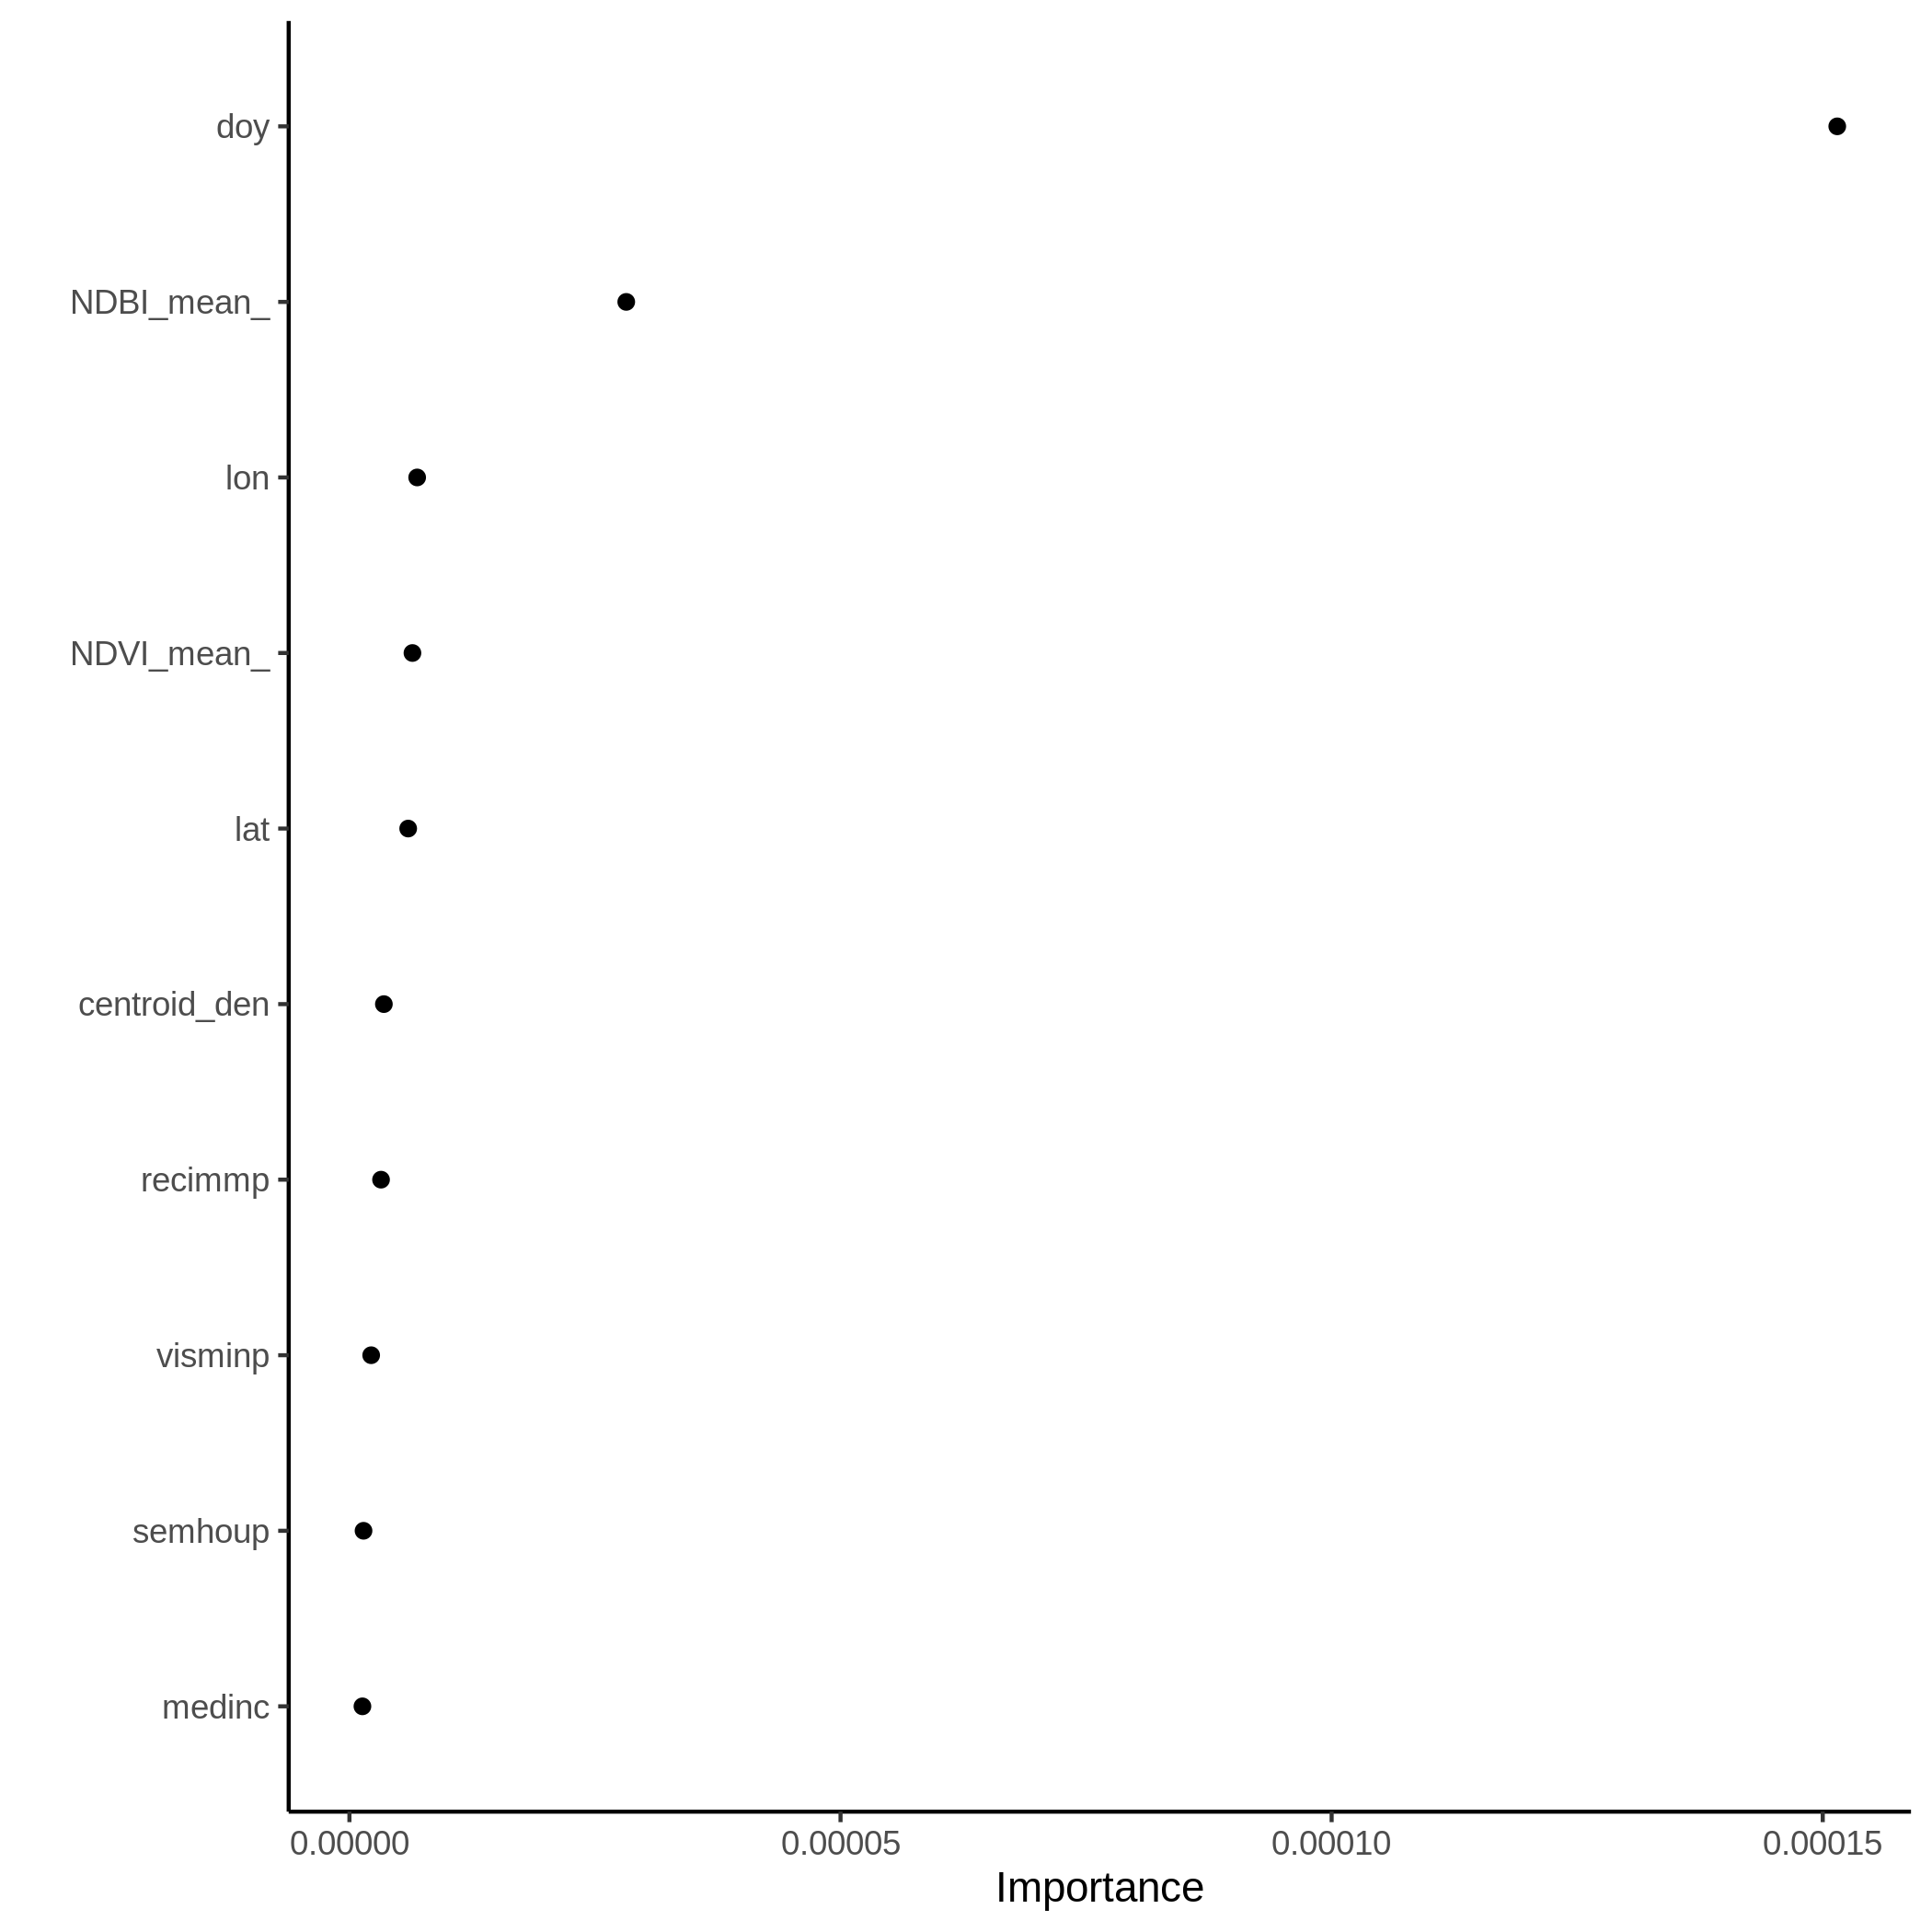 doy
NDBI_mean_
lon
NDVI_mean_
lat
centroid_den
recimmp
visminp
semhoup
medinc
0.00000 0.00005 0.00010 0.00015
Importance